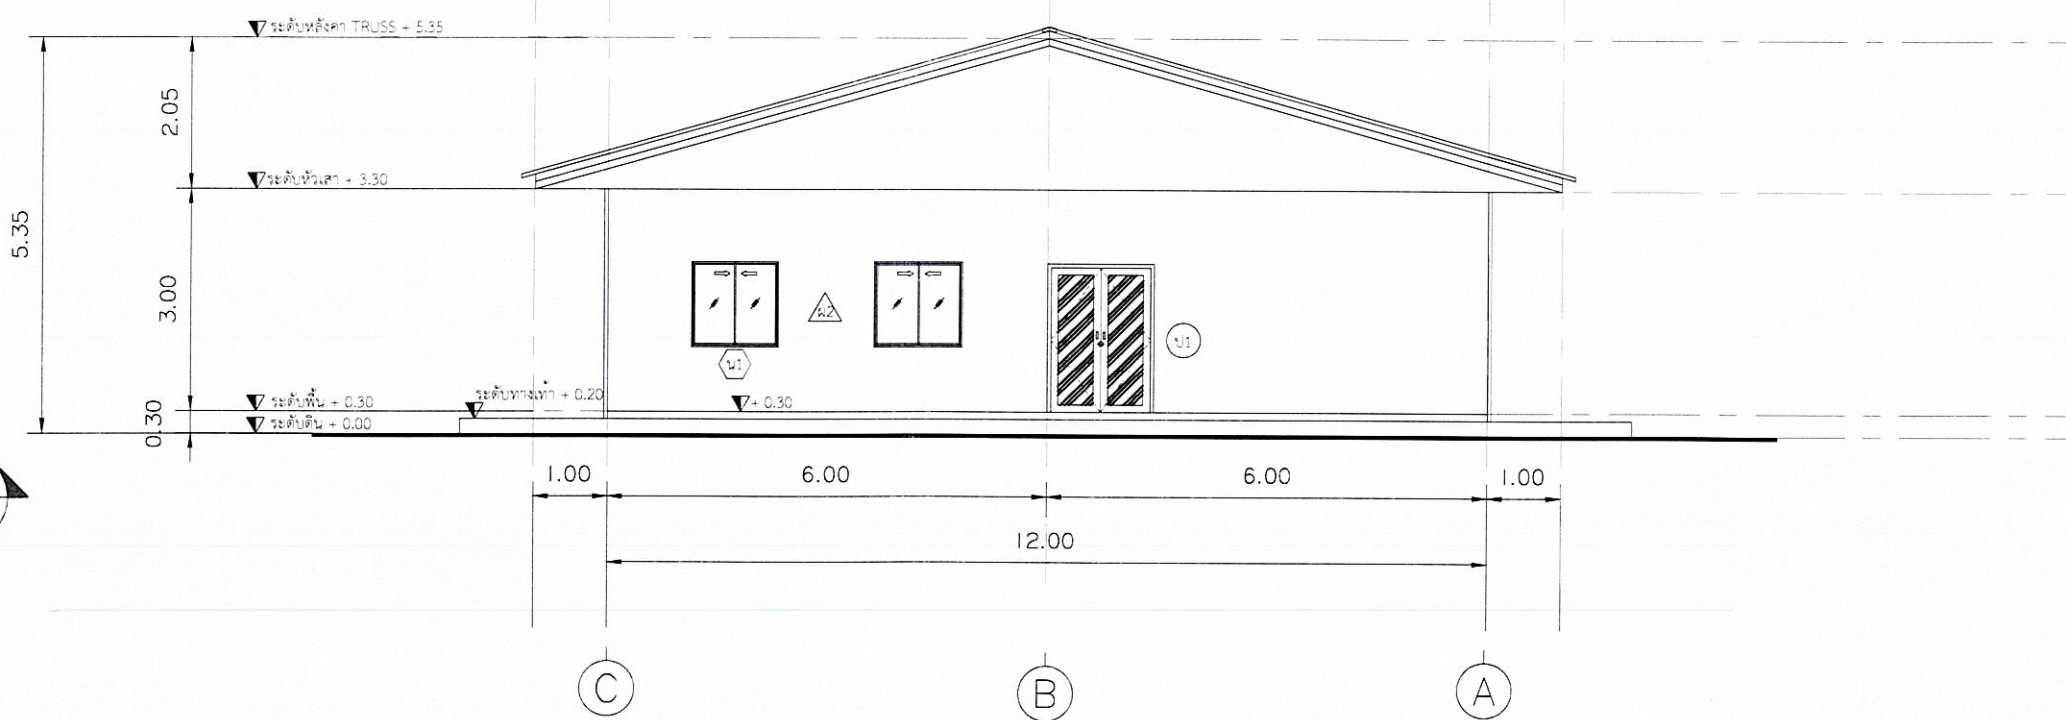 ระดับหลังคา TRUSS + 5.35
2.05
ระดับหัวเสา + 3.30
5.35
3.00
ผ2
น1
ป1
ระดับทางเท้า + 0.20
ระดับพื้น + 0.30
+ 0.30
0.30
ระดับดิน + 0.00
1.00
6.00
6.00
1.00
12.00
C
B
A